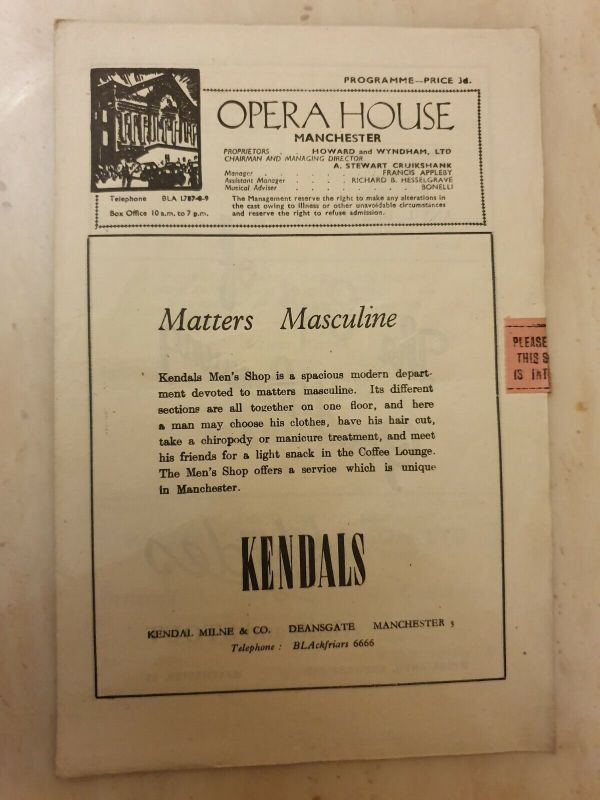 PROGRAMME—PRICE 3d.
OPERA HOUSE
MANCHESTER
PROPRIETORS . HOWARD and WYNDHAM, LTD
CHAIRMAN AND MANAGING DIRECTOR
A. STEWART CRUIKSHANK
Manager . . . . . . FRANCIS APPLEBY
Assistant Manager . . . . RICHARD B. HESSELGRAVE
Musical Adviser . . . . . . . BONELLI
Telephone BLA 1787-8-9
Box Office 10 a.m. to 7 p.m.
The Management reserve the right to make any alterations in
the cast owing to illness or other unavoidable circumstances
and reserve the right to refuse admission.
Matters Masculine
Kendals Men's Shop is a spacious modern depart-
ment devoted to matters masculine. Its different
sections are all together on one floor, and here
a man may choose his clothes, have his hair cut,
take a chiropody or manicure treatment, and meet
his friends for a light snack in the Coffee Lounge.
The Men's Shop offers a service which is unique
in Manchester.
KENDALS
KENDAL MILNE & CO. DEANSGATE MANCHESTER 3
Telephone : BLAckfriars 6666
PLEASE
THIS S
IS INT